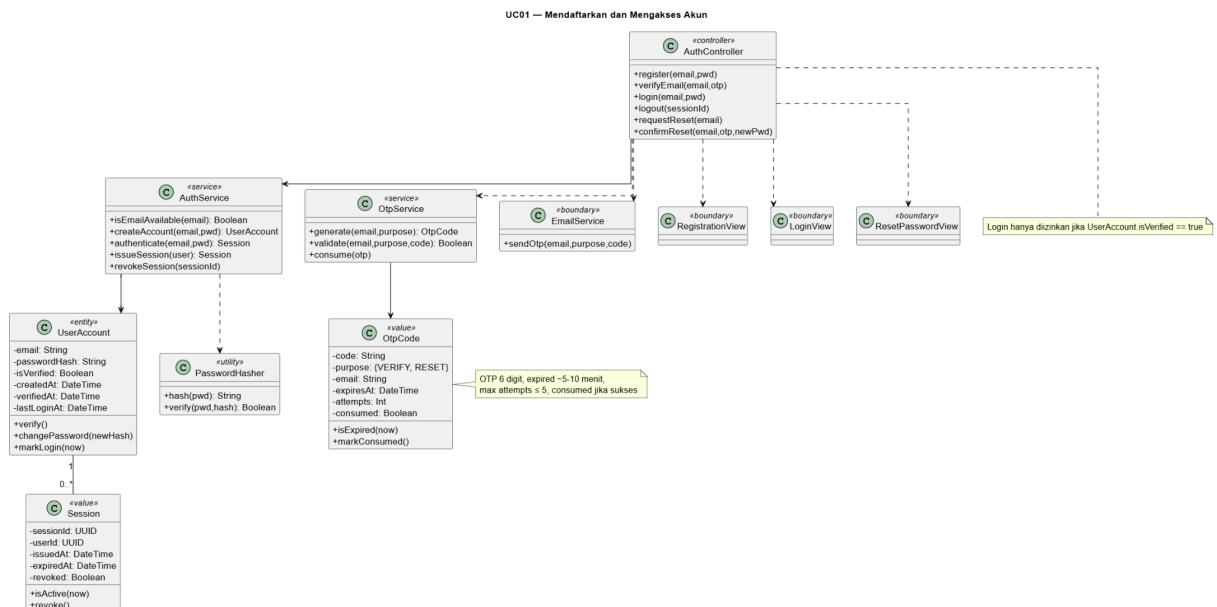 UC01 — Mendaftarkan dan Mengakses Akun
C
«controller»
AuthController
+register(email,pwd)
+verifyEmail(email,otp)
+login(email,pwd)
+logout(sessionId)
+requestReset(email)
+confirmReset(email,otp,newPwd)
C
«service»
AuthService
+isEmailAvailable(email): Boolean
+createAccount(email,pwd): UserAccount
+authenticate(email,pwd): Session
+issueSession(user): Session
+revokeSession(sessionId)
C
«service»
OtpService
+generate(email,purpose): OtpCode
+validate(email,purpose,code): Boolean
+consume(otp)
C
«boundary»
EmailService
+sendOtp(email,purpose,code)
C
«boundary»
RegistrationView
C
«boundary»
LoginView
C
«boundary»
ResetPasswordView
Login hanya diizinkan jika UserAccount.isVerified == true
C
«entity»
UserAccount
-email: String
-passwordHash: String
-isVerified: Boolean
-createdAt: DateTime
-verifiedAt: DateTime
-lastLoginAt: DateTime
+verify()
+changePassword(newHash)
+markLogin(now)
C
«utility»
PasswordHasher
+hash(pwd): String
+verify(pwd,hash): Boolean
C
«value»
OtpCode
-code: String
-purpose: {VERIFY, RESET}
-email: String
-expiresAt: DateTime
-attempts: Int
-consumed: Boolean
+isExpired(now)
+markConsumed()
OTP 6 digit, expired ~5-10 menit,
max attempts ≤ 5, consumed jika sukses
1
0..*
C
«value»
Session
-sessionId: UUID
-userId: UUID
-issuedAt: DateTime
-expiredAt: DateTime
-revoked: Boolean
+isActive(now)
+revoke()